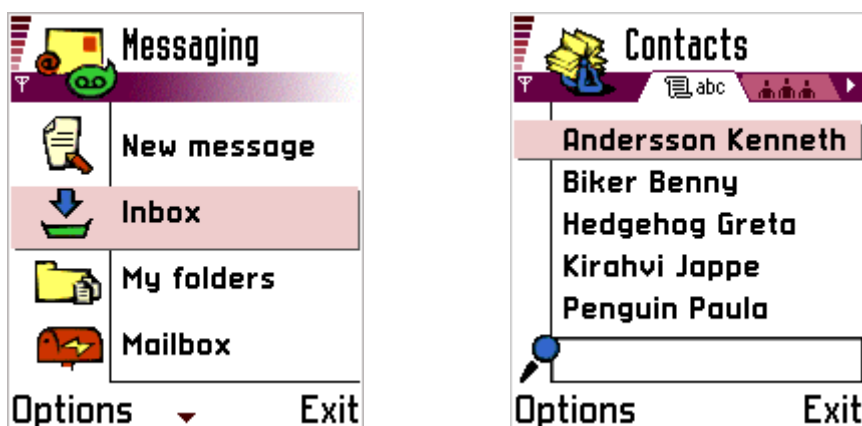 Messaging
New message
Inbox
My folders
Mailbox
Options Exit
Contacts
abc
Andersson Kenneth
Biker Benny
Hedgehog Greta
Kirahvi Jappe
Penguin Paula
Options Exit